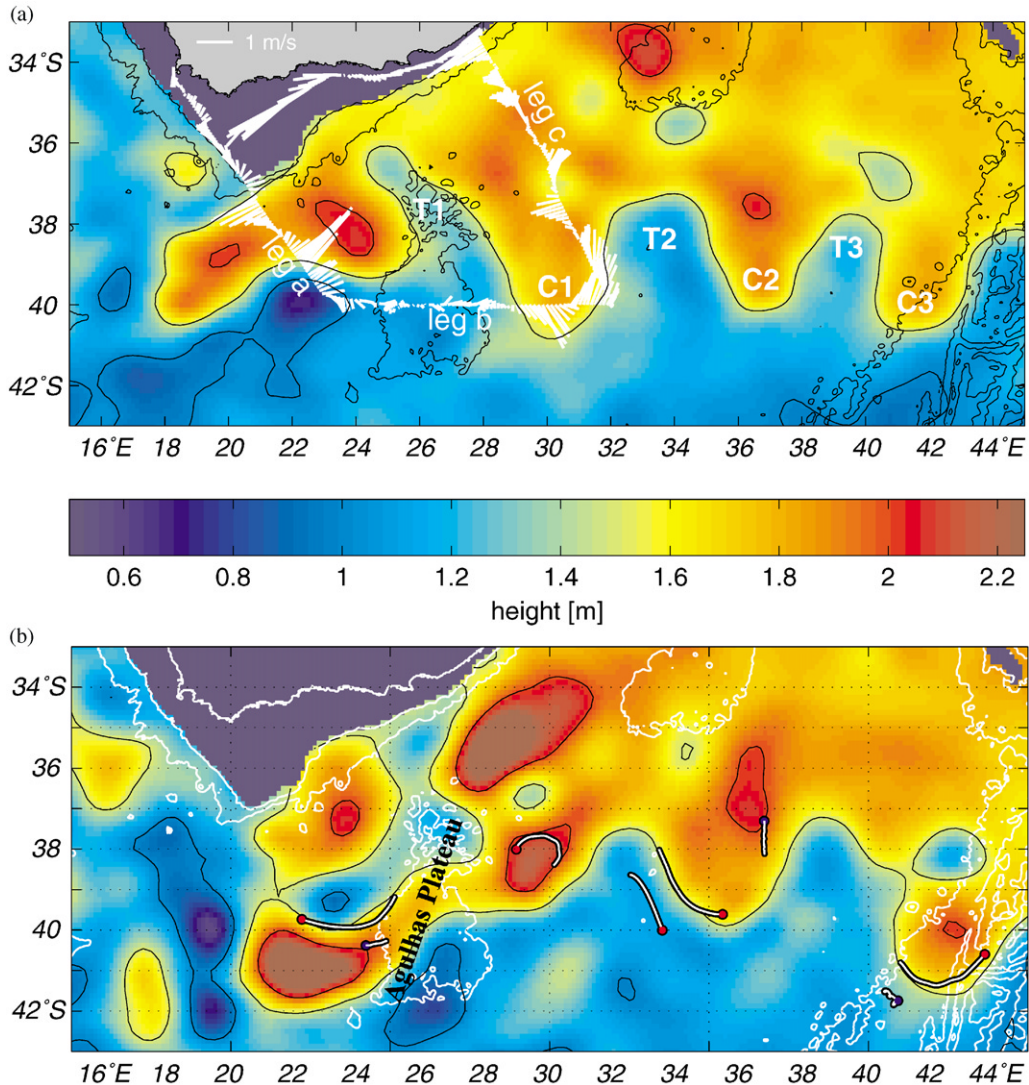 (a)
1 m/s
34˚S
leg c
36
T1
38
T2
T3
leg a
C1
C2
C3
40
leg b
42˚S
16˚E 18 20 22 24 26 28 30 32 34 36 38 40 42 44˚E
0.6 0.8 1 1.2 1.4 1.6 1.8 2 2.2
height [m]
(b)
34˚S
36
38
Agulhas Plateau
40
42˚S
16˚E 18 20 22 24 26 28 30 32 34 36 38 40 42 44˚E